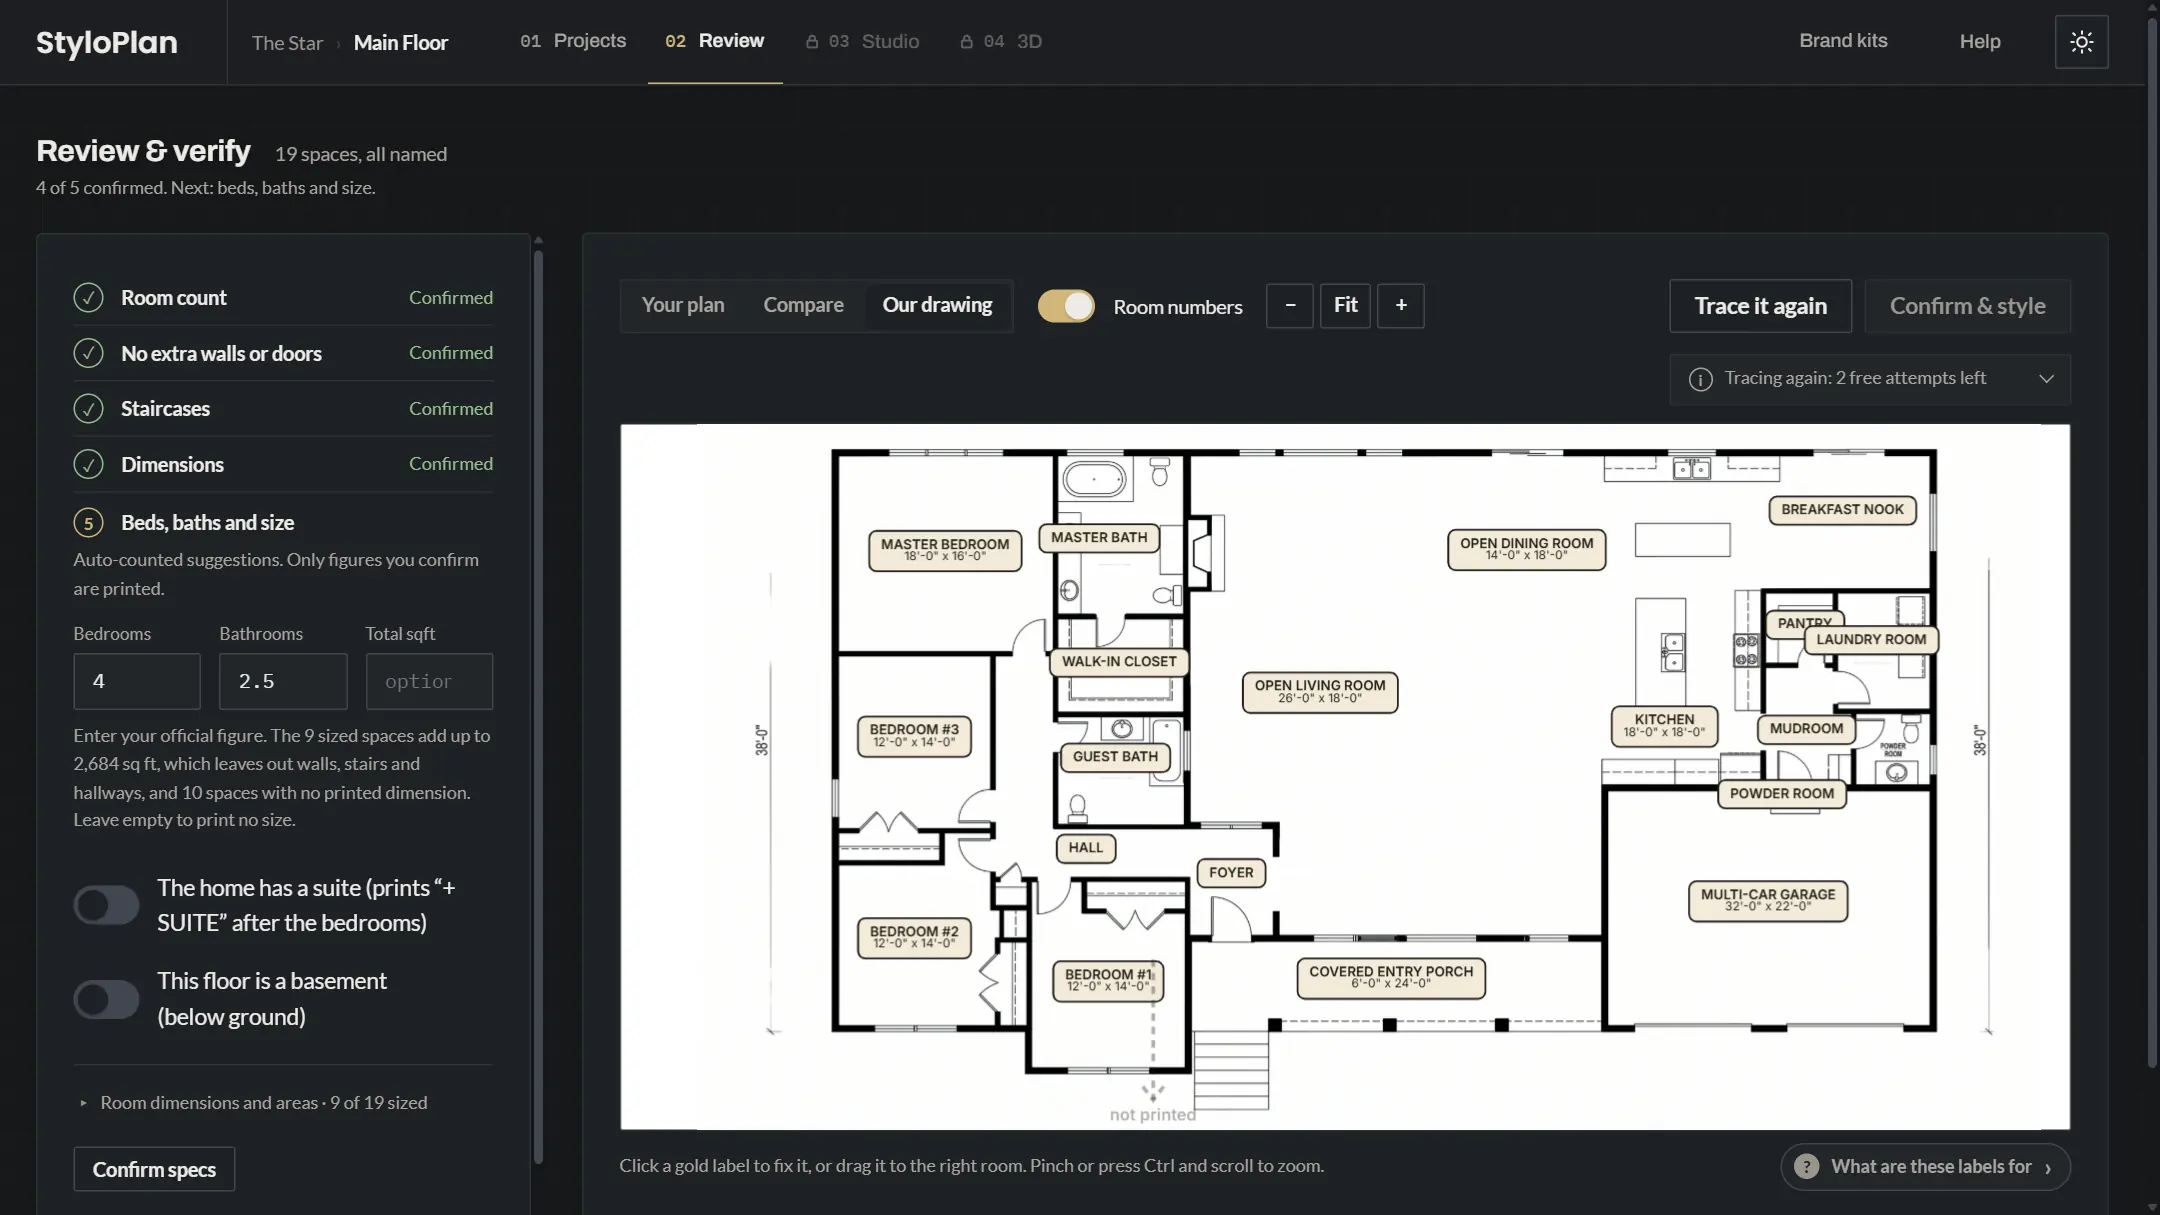 StyloPlan
The Star › Main Floor
01 Projects
02 Review
03 Studio
04 3D
Brand kits
Help
Review & verify
19 spaces, all named
4 of 5 confirmed. Next: beds, baths and size.
Room count Confirmed
No extra walls or doors Confirmed
Staircases Confirmed
Dimensions Confirmed
5 Beds, baths and size
Auto-counted suggestions. Only figures you confirm
are printed.
Bedrooms Bathrooms Total sqft
4 2.5 optior
Enter your official figure. The 9 sized spaces add up to
2,684 sq ft, which leaves out walls, stairs and
hallways, and 10 spaces with no printed dimension.
Leave empty to print no size.
The home has a suite (prints “+
SUITE” after the bedrooms)
This floor is a basement
(below ground)
Room dimensions and areas · 9 of 19 sized
Confirm specs
Your plan Compare Our drawing
Room numbers
− Fit +
Trace it again
Confirm & style
Tracing again: 2 free attempts left
MASTER BEDROOM
18'-0" x 16'-0"
MASTER BATH
OPEN DINING ROOM
14'-0" x 18'-0"
BREAKFAST NOOK
PANTRY
LAUNDRY ROOM
WALK-IN CLOSET
OPEN LIVING ROOM
26'-0" x 18'-0"
BEDROOM #3
12'-0" x 14'-0"
KITCHEN
18'-0" x 18'-0"
MUDROOM
38'-0"
GUEST BATH
POWDER
ROOM
38'-0"
POWDER ROOM
HALL
FOYER
MULTI-CAR GARAGE
32'-0" x 22'-0"
BEDROOM #2
12'-0" x 14'-0"
BEDROOM #1
12'-0" x 14'-0"
COVERED ENTRY PORCH
6'-0" x 24'-0"
not printed
Click a gold label to fix it, or drag it to the right room. Pinch or press Ctrl and scroll to zoom.
? What are these labels for ›